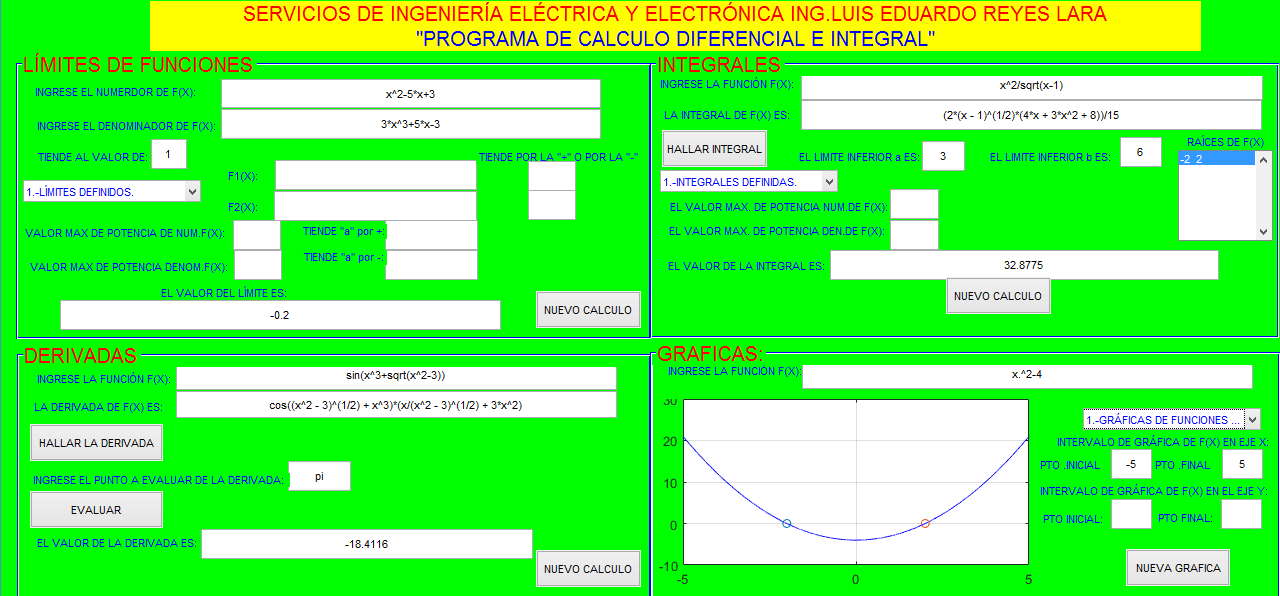 SERVICIOS DE INGENIERÍA ELÉCTRICA Y ELECTRÓNICA ING.LUIS EDUARDO REYES LARA
"PROGRAMA DE CALCULO DIFERENCIAL E INTEGRAL"
LÍMITES DE FUNCIONES
INGRESE EL NUMERDOR DE F(X): x^2-5*x+3
INGRESE EL DENOMINADOR DE F(X): 3*x^3+5*x-3
TIENDE AL VALOR DE: 1
TIENDE POR LA "+" O POR LA "-"
F1(X):
1.-LÍMITES DEFINIDOS.
F2(X):
VALOR MAX DE POTENCIA DE NUM.F(X): TIENDE "a" por +:
VALOR MAX DE POTENCIA DENOM.F(X): TIENDE "a" por -:
EL VALOR DEL LÍMITE ES:
-0.2
NUEVO CALCULO
INTEGRALES
INGRESE LA FUNCIÓN F(X): x^2/sqrt(x-1)
LA INTEGRAL DE F(X) ES: (2*(x - 1)^(1/2)*(4*x + 3*x^2 + 8))/15
HALLAR INTEGRAL
EL LIMITE INFERIOR a ES: 3
EL LIMITE INFERIOR b ES: 6
RAÍCES DE F(X)
-2 2
1.-INTEGRALES DEFINIDAS.
EL VALOR MAX. DE POTENCIA NUM.DE F(X):
EL VALOR MAX. DE POTENCIA DEN.DE F(X):
EL VALOR DE LA INTEGRAL ES: 32.8775
NUEVO CALCULO
DERIVADAS
INGRESE LA FUNCIÓN F(X): sin(x^3+sqrt(x^2-3))
LA DERIVADA DE F(X) ES: cos((x^2 - 3)^(1/2) + x^3)*(x/(x^2 - 3)^(1/2) + 3*x^2)
HALLAR LA DERIVADA
INGRESE EL PUNTO A EVALUAR DE LA DERIVADA: pi
EVALUAR
EL VALOR DE LA DERIVADA ES: -18.4116
NUEVO CALCULO
GRAFICAS:
INGRESE LA FUNCIÓN F(X): x.^2-4
30
20
10
0
-10
-5 0 5
1.-GRÁFICAS DE FUNCIONES ...
INTERVALO DE GRÁFICA DE F(X) EN EJE X:
PTO .INICIAL -5 PTO .FINAL 5
INTERVALO DE GRÁFICA DE F(X) EN EL EJE Y:
PTO INICIAL: PTO FINAL:
NUEVA GRAFICA